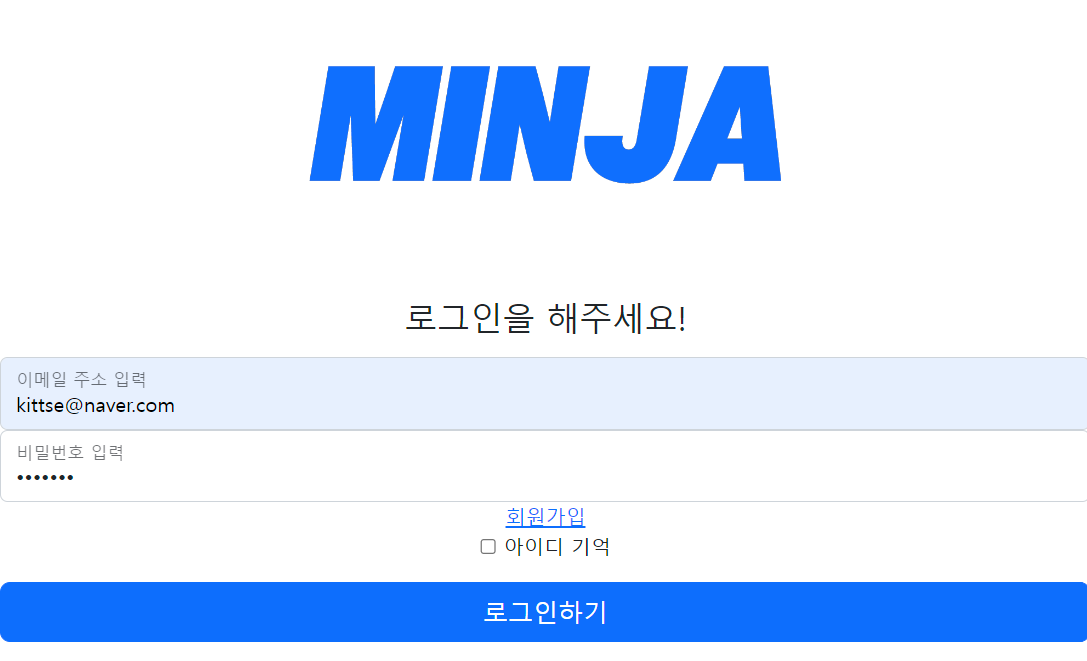 MINJA
로그인을 해주세요!
이메일 주소 입력
kittse@naver.com
비밀번호 입력
•••••••
회원가입
아이디 기억
로그인하기